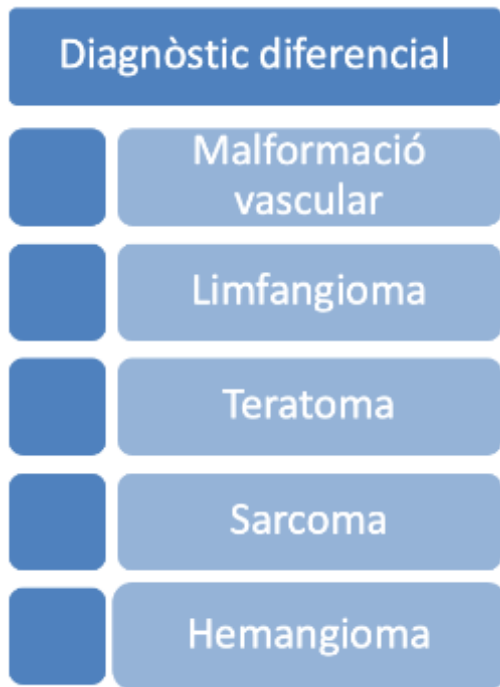 Diagnòstic diferencial
Malformació
vascular
Limfangioma
Teratoma
Sarcoma
Hemangioma